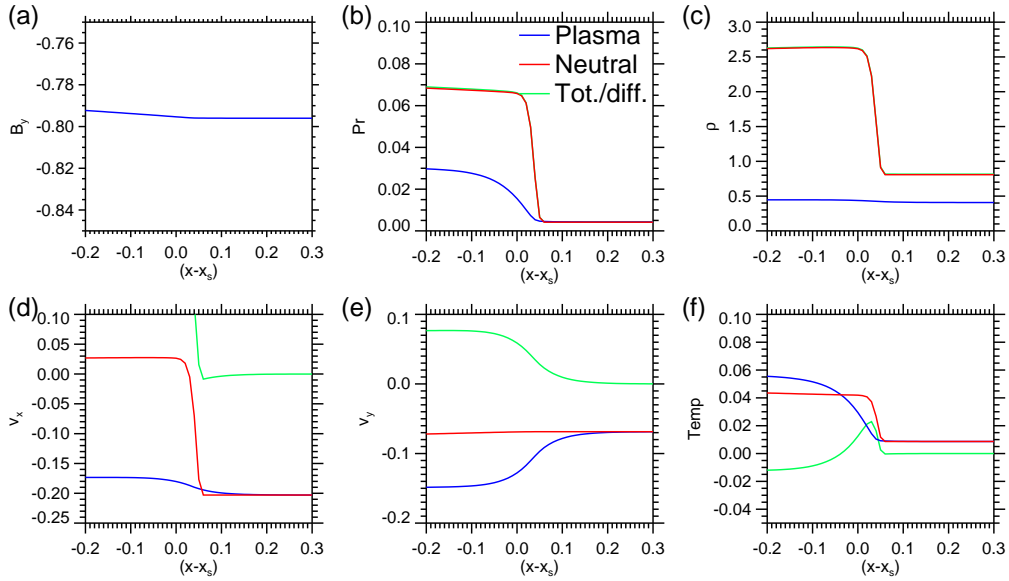 (a)
-0.76
-0.78
-0.80
-0.82
-0.84
B_y
-0.2 -0.1 0.0 0.1 0.2 0.3
(x-x_s)
(b)
0.10
0.08
0.06
0.04
0.02
0.00
Pr
Plasma
Neutral
Tot./diff.
-0.2 -0.1 0.0 0.1 0.2 0.3
(x-x_s)
(c)
3.0
2.5
2.0
1.5
1.0
0.5
0.0
ρ
-0.2 -0.1 0.0 0.1 0.2 0.3
(x-x_s)
(d)
0.10
0.05
0.00
-0.05
-0.10
-0.15
-0.20
-0.25
v_x
-0.2 -0.1 0.0 0.1 0.2 0.3
(x-x_s)
(e)
0.1
0.0
-0.1
-0.2
v_y
-0.2 -0.1 0.0 0.1 0.2 0.3
(x-x_s)
(f)
0.10
0.08
0.06
0.04
0.02
0.00
-0.02
-0.04
Temp
-0.2 -0.1 0.0 0.1 0.2 0.3
(x-x_s)